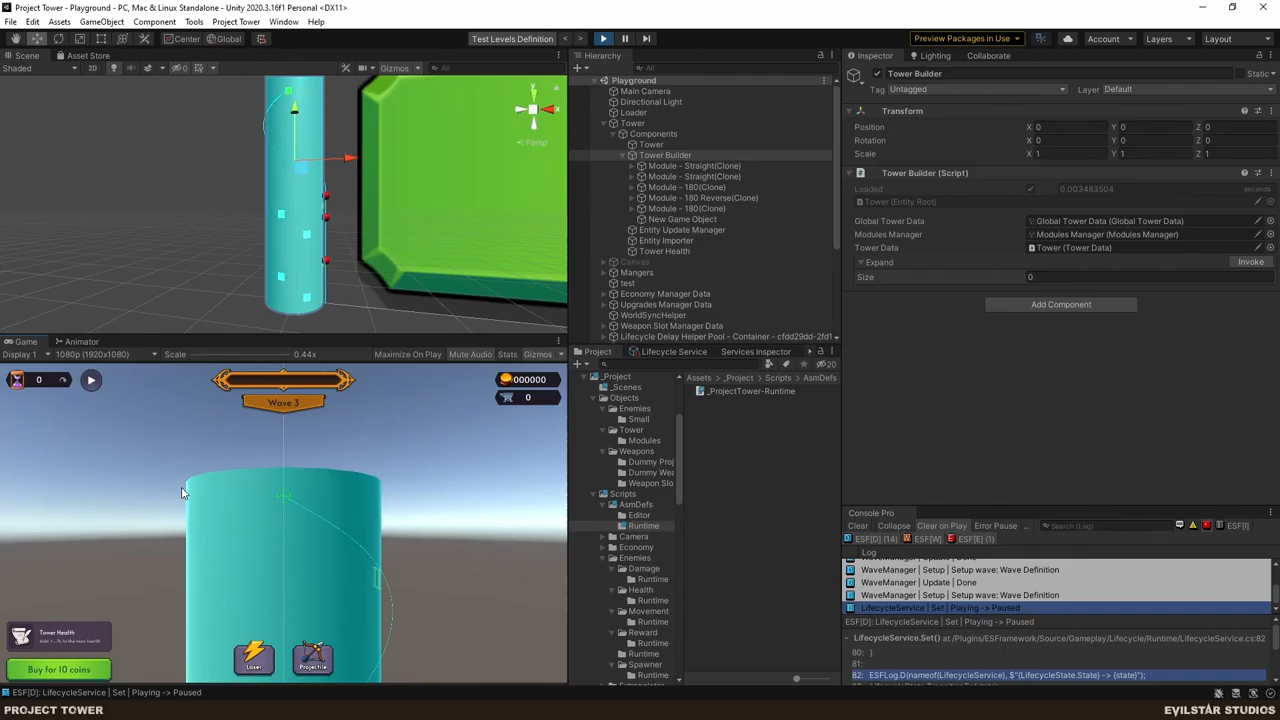 Project Tower - Playground - PC, Mac & Linux Standalone - Unity 2020.3.16f1 Personal <DX11>
File Edit Assets GameObject Component Tools Project Tower Window Help
Center Global Test Levels Definition Preview Packages in Use Account Layers Layout
Scene Asset Store
Shaded 2D 0 Gizmos All
y
x
Persp
Hierarchy
All
Playground
Main Camera
Directional Light
Loader
Tower
Components
Tower
Tower Builder
Module - Straight(Clone)
Module - Straight(Clone)
Module - 180(Clone)
Module - 180 Reverse(Clone)
Module - 180(Clone)
New Game Object
Entity Update Manager
Entity Importer
Tower Health
Canvas
Mangers
test
Economy Manager Data
Upgrades Manager Data
WorldSyncHelper
Weapon Slot Manager Data
Lifecycle Delay Helper Pool - Container - cfdd29dd-2fd1
Inspector Lighting Collaborate
Tower Builder Static
Tag Untagged Layer Default
Transform
Position X 0 Y 0 Z 0
Rotation X 0 Y 0 Z 0
Scale X 1 Y 1 Z 1
Tower Builder (Script)
Loaded 0.003483504 seconds
Tower (Entity Root)
Global Tower Data Global Tower Data (Global Tower Data)
Modules Manager Modules Manager (Modules Manager)
Tower Data Tower (Tower Data)
Expand Invoke
Size 0
Add Component
Game Animator
Display 1 1080p (1920x1080) Scale 0.44x Maximize On Play Mute Audio Stats Gizmos
0
000000
0
Wave 3
Tower Health
Buy for 10 coins
Laser
Projectile
Project Lifecycle Service Services Inspector
20
_Project
_Scenes
Objects
Enemies
Small
Tower
Modules
Weapons
Dummy Proj
Dummy Wea
Weapon Slo
Scripts
AsmDefs
Editor
Runtime
Camera
Economy
Enemies
Damage
Runtime
Health
Runtime
Movement
Runtime
Reward
Runtime
Spawner
Runtime
Assets _Project Scripts AsmDefs
_ProjectTower-Runtime
Console Pro
Clear Collapse Clear on Play Error Pause ... Search (Log) ESF[I]
ESF[D] (14) ESF[W] ESF[E] (1)
Log
WaveManager | Update | Done
WaveManager | Setup | Setup wave: Wave Definition
WaveManager | Update | Done
WaveManager | Setup | Setup wave: Wave Definition
LifecycleService | Set | Playing -> Paused
ESF[D]: LifecycleService | Set | Playing -> Paused
- LifecycleService.Set() at /Plugins/ESFramework/Source/Gameplay/Lifecycle/Runtime/LifecycleService.cs:82
80: }
81:
82: ESFLog.D(nameof(LifecycleService), $"{LifecycleState.State} -> {state}");
ESF[D]: LifecycleService | Set | Playing -> Paused
PROJECT TOWER
EVILSTAR STUDIOS